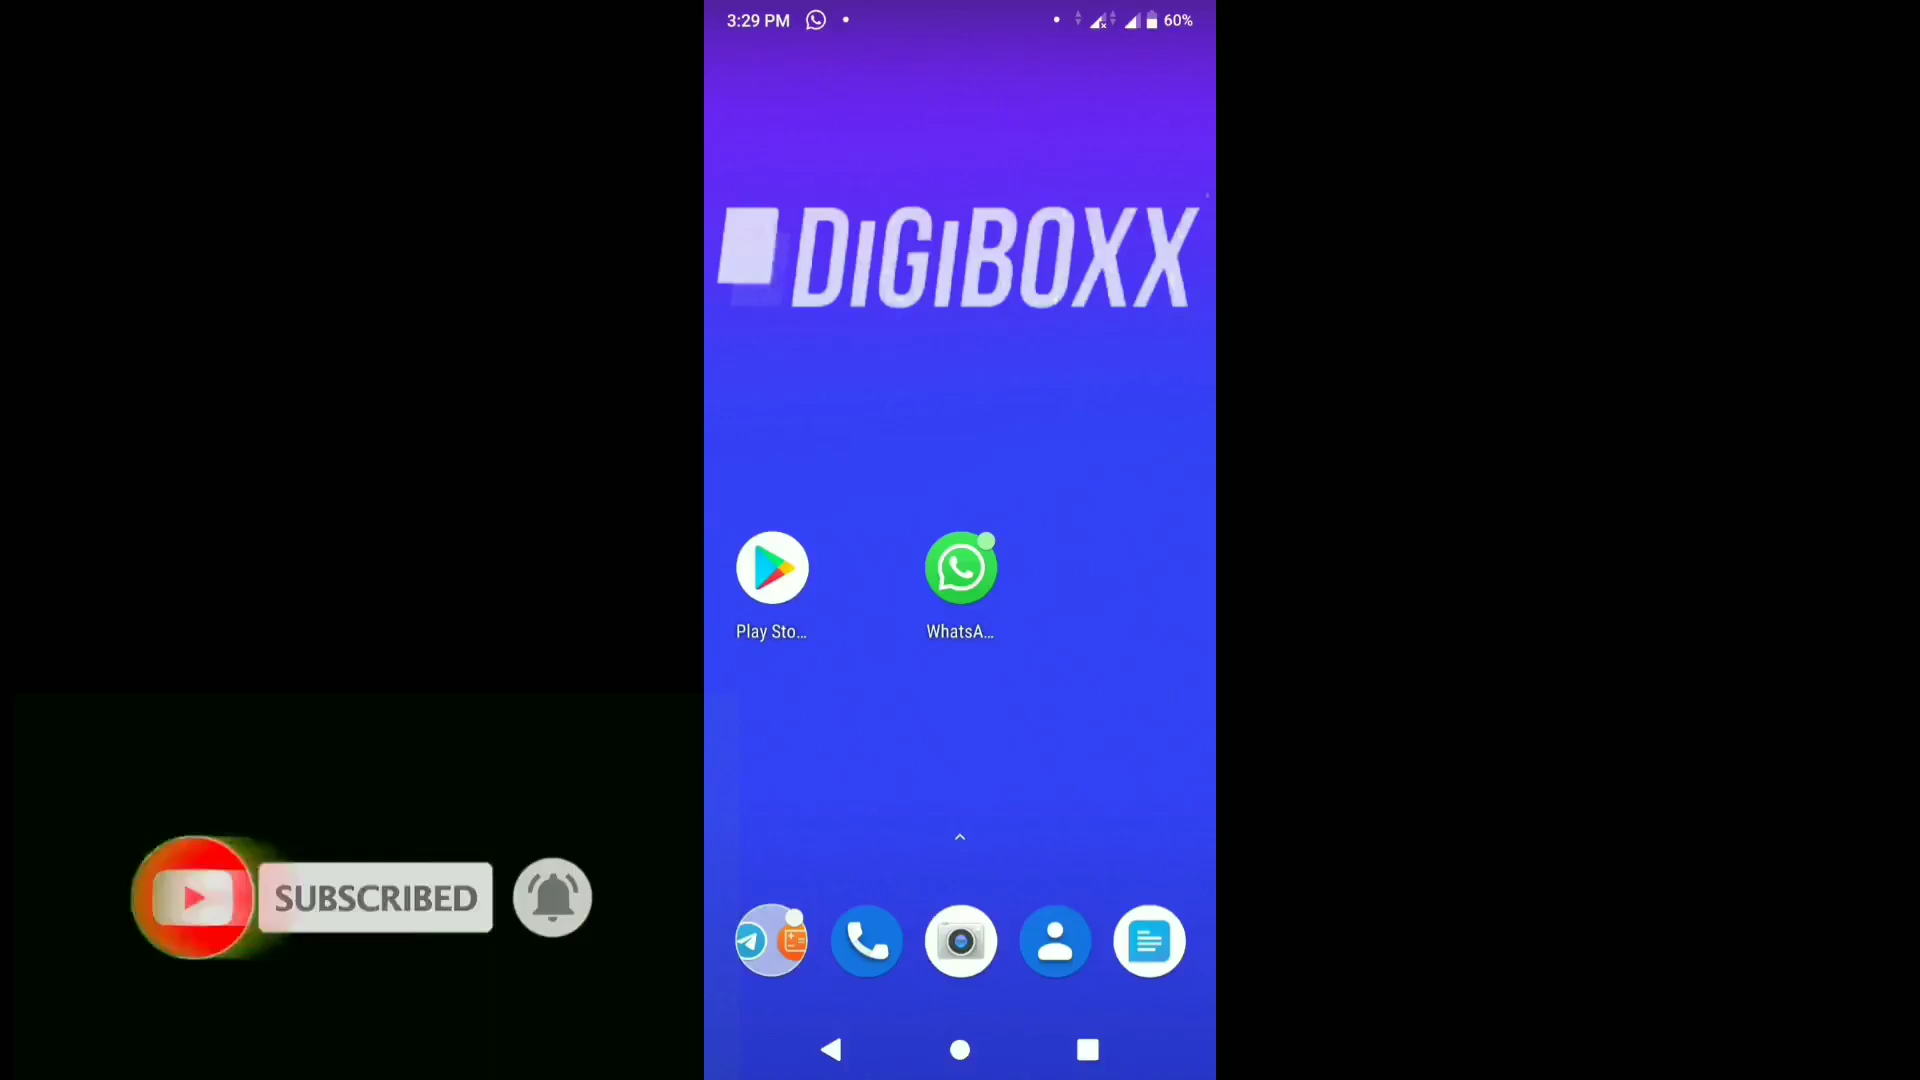 3:29 PM
60%
DiGiBOXX
Play Sto...
WhatsA...
SUBSCRIBED